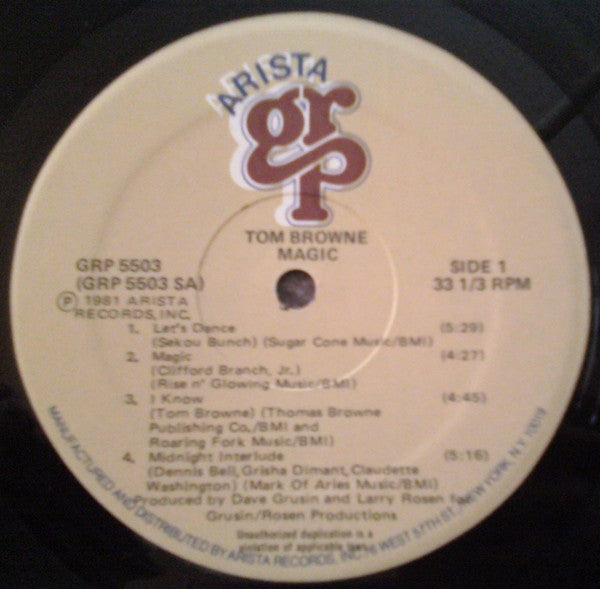 ARISTA
grp
TOM BROWNE
MAGIC
GRP 5503
(GRP 5503 SA)
℗ 1981 ARISTA
RECORDS, INC.
SIDE 1
33 1/3 RPM
1. Let's Dance (5:29)
(Sekou Bunch) (Sugar Cone Music/BMI)
2. Magic (4:27)
(Clifford Branch, Jr.)
(Rise n' Glowing Music/BMI)
3. I Know (4:45)
(Tom Browne) (Thomas Browne
Publishing Co./BMI and
Roaring Fork Music/BMI)
4. Midnight Interlude (5:16)
(Dennis Bell, Grisha Dimant, Claudette
Washington) (Mark Of Aries Music/BMI)
Produced by Dave Grusin and Larry Rosen for
Grusin/Rosen Productions
Unauthorized duplication is a
violation of applicable laws.
MANUFACTURED AND DISTRIBUTED BY ARISTA RECORDS, INC. WEST 57TH ST., NEW YORK, N.Y. 10019